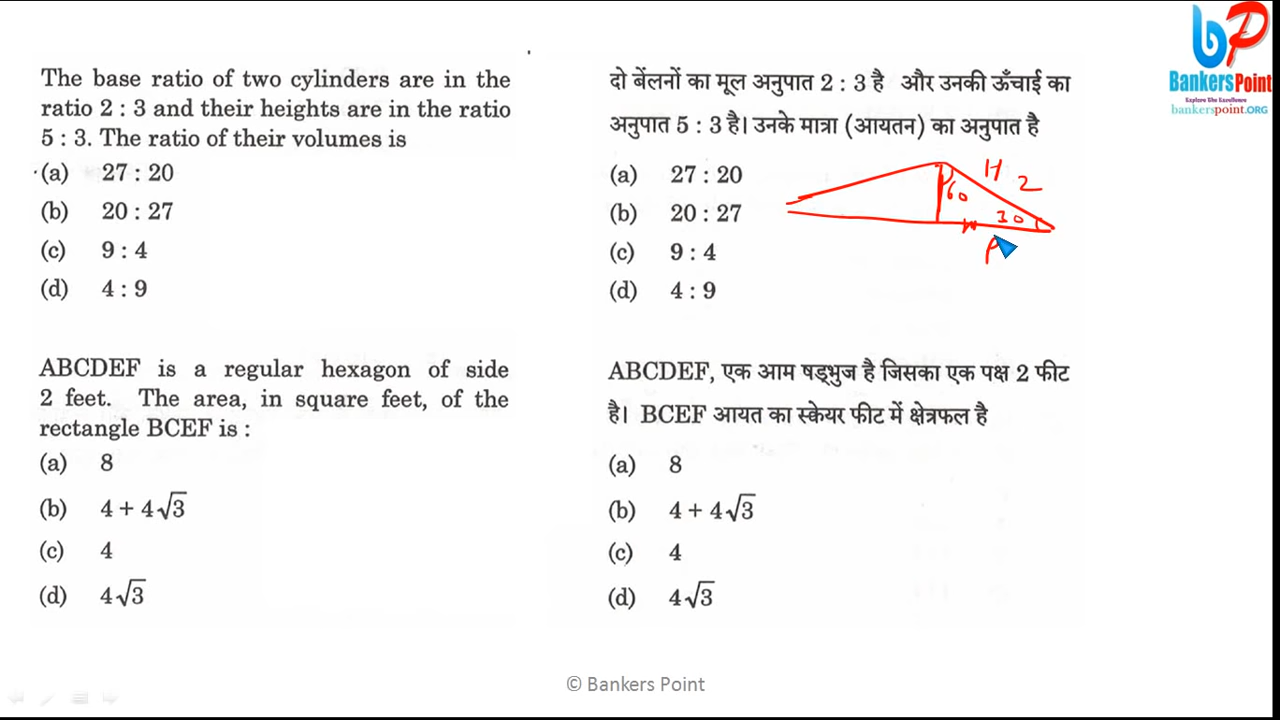 The base ratio of two cylinders are in the
ratio 2 : 3 and their heights are in the ratio
5 : 3. The ratio of their volumes is
(a) 27 : 20
(b) 20 : 27
(c) 9 : 4
(d) 4 : 9
ABCDEF is a regular hexagon of side
2 feet. The area, in square feet, of the
rectangle BCEF is :
(a) 8
(b) 4 + 4√3
(c) 4
(d) 4√3
दो बेंलनों का मूल अनुपात 2 : 3 है और उनकी ऊँचाई का
अनुपात 5 : 3 है। उनके मात्रा (आयतन) का अनुपात है
(a) 27 : 20
(b) 20 : 27
(c) 9 : 4
(d) 4 : 9
H 2
60
30
ABCDEF, एक आम षड्भुज है जिसका एक पक्ष 2 फीट
है। BCEF आयत का स्केयर फीट में क्षेत्रफल है
(a) 8
(b) 4 + 4√3
(c) 4
(d) 4√3
bp
BankersPoint
Explore The Excellence
bankerspoint.ORG
© Bankers Point